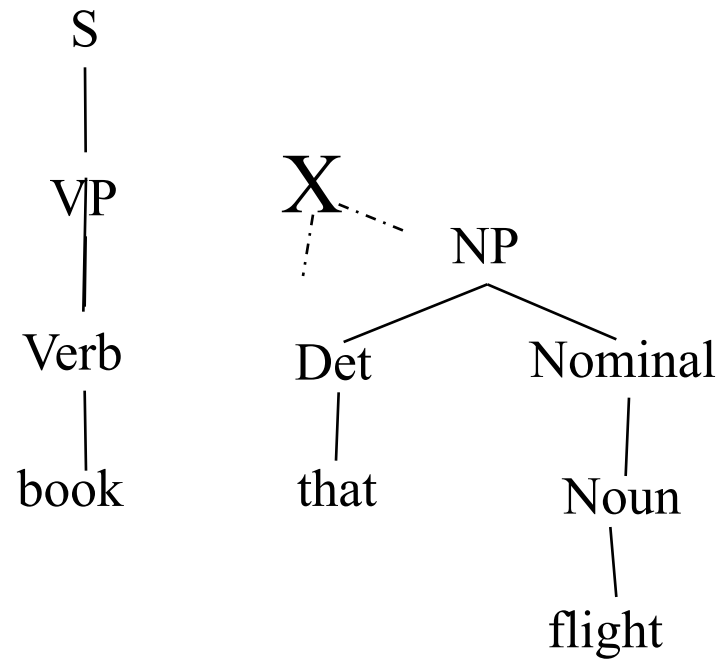 S
VP
X
NP
Verb
Det
Nominal
book
that
Noun
flight